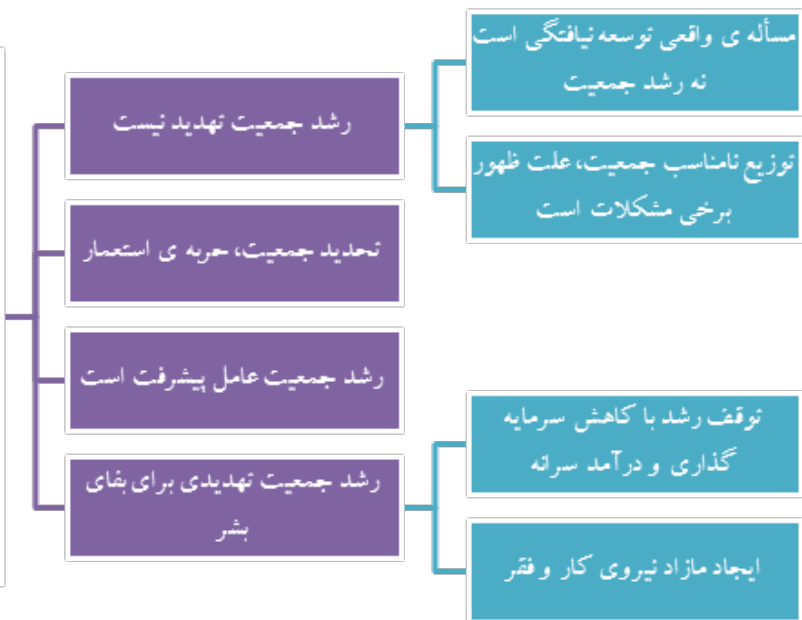 رشد جمعیت تهدید نیست
مسأله ی واقعی توسعه نیافتگی است
نه رشد جمعیت
توزیع نامناسب جمعیت، علت ظهور
برخی مشکلات است
تحدید جمعیت، حربه ی استعمار
رشد جمعیت عامل پیشرفت است
رشد جمعیت تهدیدی برای بفای
بشر
توقف رشد با کاهش سرمایه
گذاری و درآمد سرانه
ایجاد مازاد نیروی کار و فقر